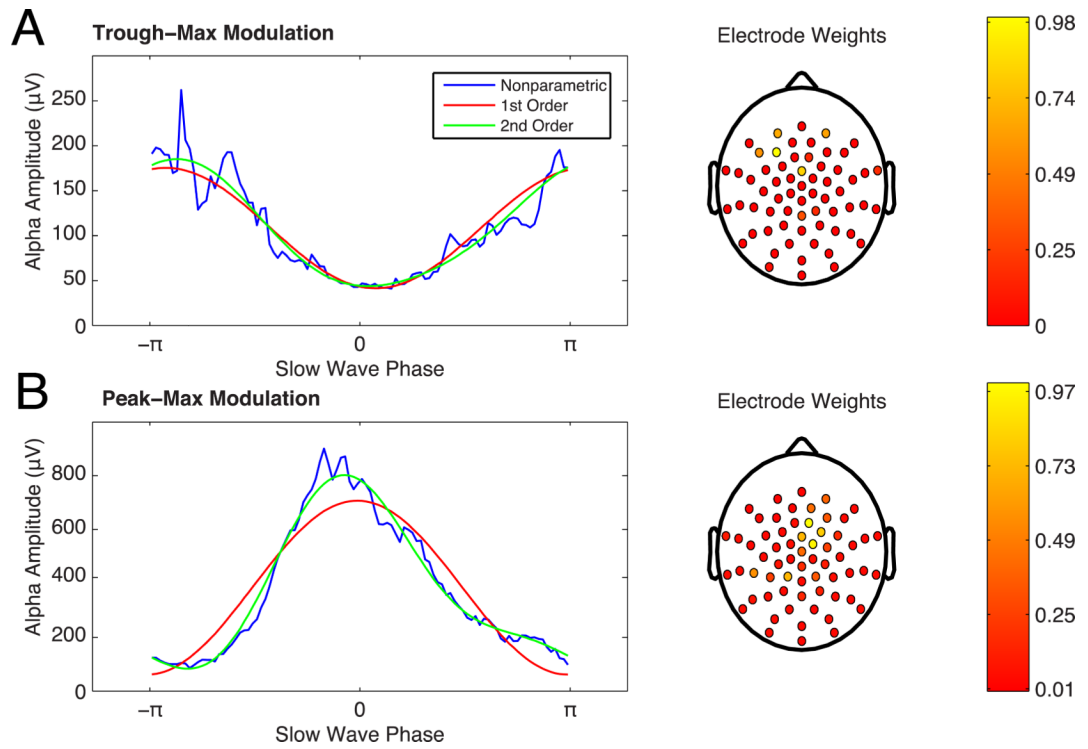 A
Trough–Max Modulation
Alpha Amplitude (µV)
250
200
150
100
50
0
Nonparametric
1st Order
2nd Order
–π
0
π
Slow Wave Phase
Electrode Weights
0.98
0.74
0.49
0.25
0
B
Peak–Max Modulation
Alpha Amplitude (µV)
800
600
400
200
0
–π
0
π
Slow Wave Phase
Electrode Weights
0.97
0.73
0.49
0.25
0.01